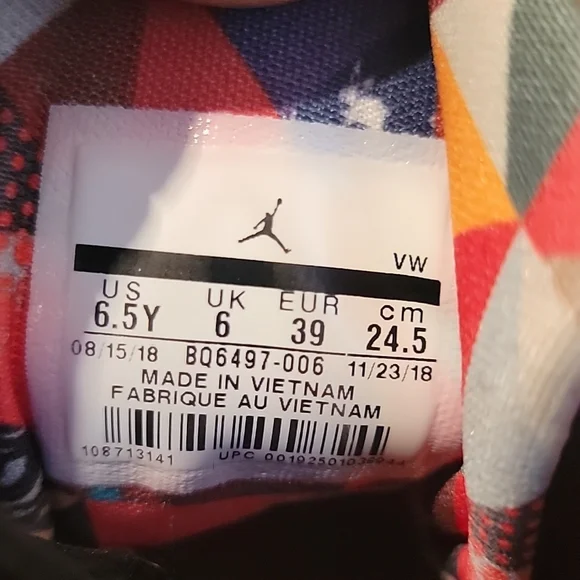 VW
US UK EUR cm
6.5Y 6 39 24.5
08/15/18 BQ6497-006 11/23/18
MADE IN VIETNAM
FABRIQUE AU VIETNAM
108713141 UPC